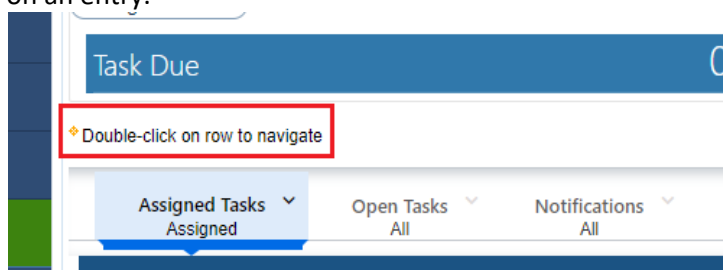 on an entry.
Task Due 0
Double-click on row to navigate
Assigned Tasks Open Tasks Notifications
Assigned All All